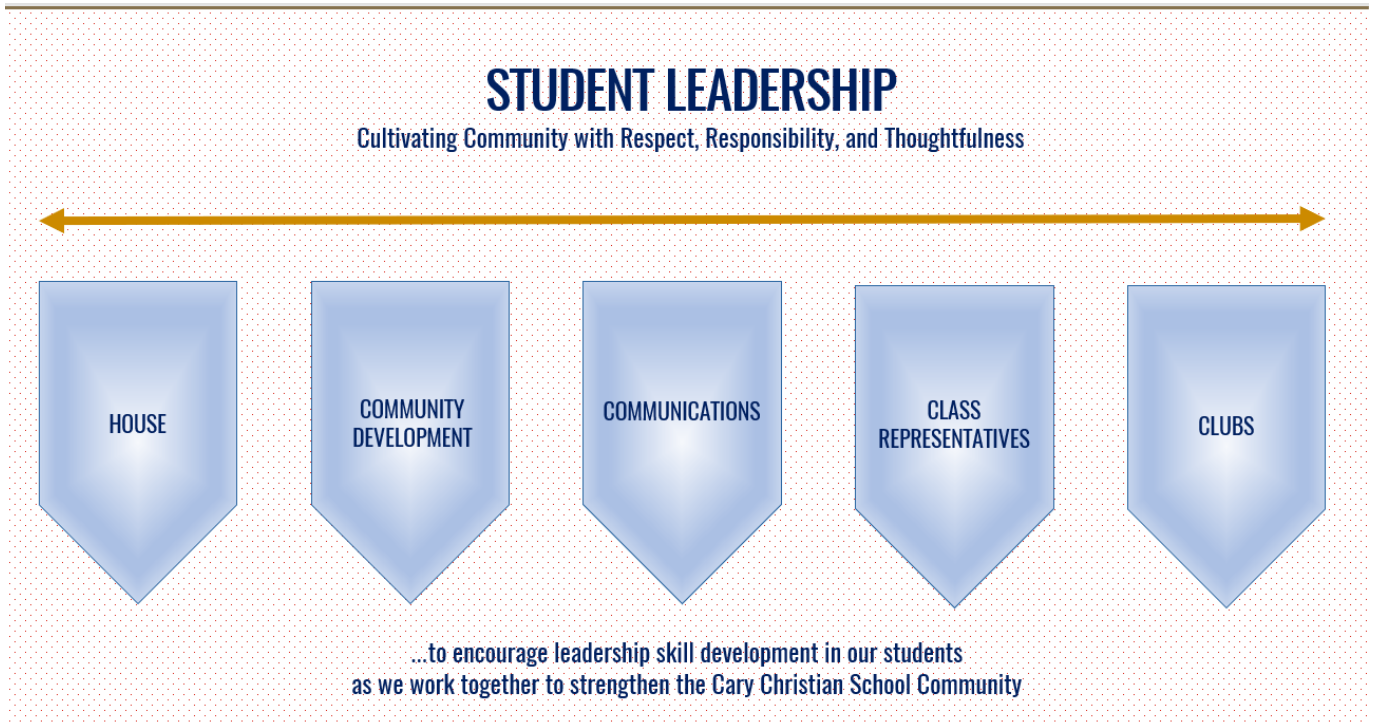 STUDENT LEADERSHIP
Cultivating Community with Respect, Responsibility, and Thoughtfulness
HOUSE
COMMUNITY
DEVELOPMENT
COMMUNICATIONS
CLASS
REPRESENTATIVES
CLUBS
...to encourage leadership skill development in our students
as we work together to strengthen the Cary Christian School Community